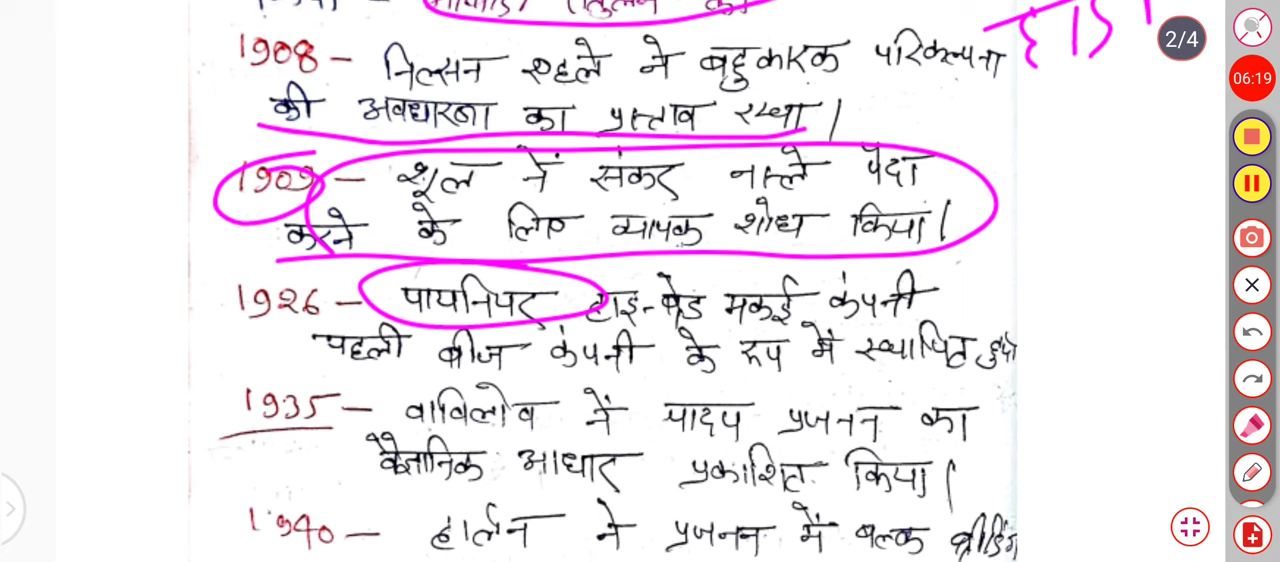 2/4
06:19
1908 - निल्सन एहले ने बहुकारक परिकल्पना
की अवधारणा का प्रस्ताव रख्खा।
1909 - शूल ने संकर नस्ले पैदा
करने के लिए व्यापक शोध किया।
1926 - पायनियर हाइ-ब्रेड मकई कंपनी
पहली बीज कंपनी के रूप में स्थापित हुई
1935 - वाविलोव ने पादप प्रजनन का
वैज्ञानिक आधार प्रकाशित किया।
1940 - हार्लन ने प्रजनन में बल्क ब्रीडिंग